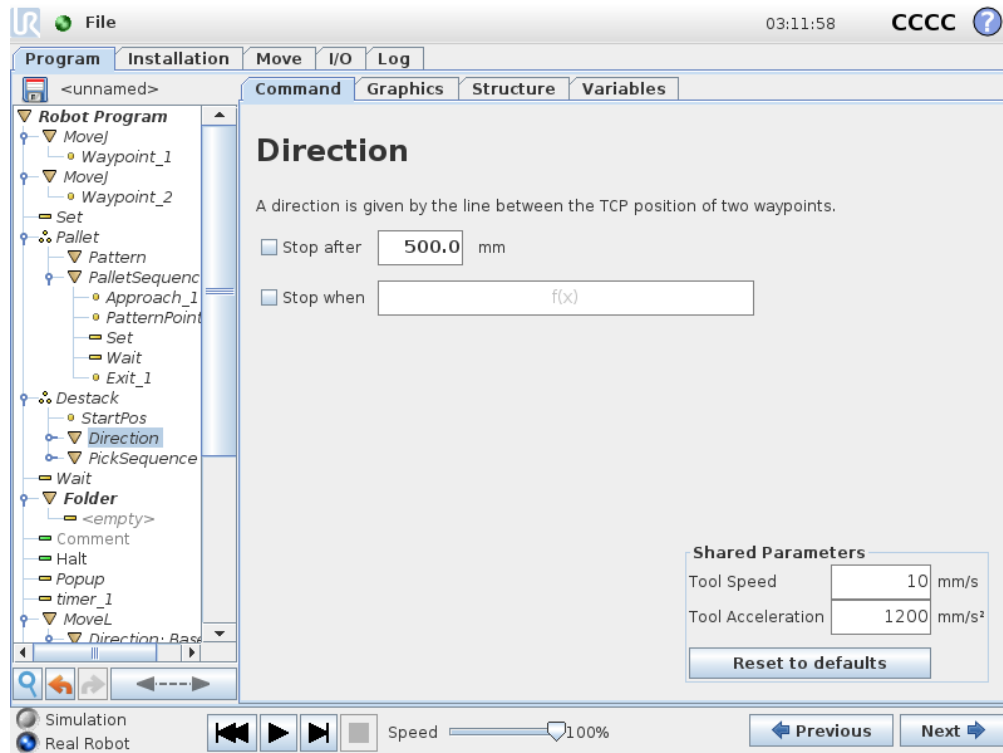 UR File 03:11:58 CCCC ?
Program Installation Move I/O Log
<unnamed> Command Graphics Structure Variables
Robot Program
MoveJ
Waypoint_1
MoveJ
Waypoint_2
Set
Pallet
Pattern
PalletSequenc
Approach_1
PatternPoint
Set
Wait
Exit_1
Destack
StartPos
Direction
PickSequence
Wait
Folder
<empty>
Comment
Halt
Popup
timer_1
MoveL
Direction: Base
Direction
A direction is given by the line between the TCP position of two waypoints.
Stop after 500.0 mm
Stop when f(x)
Shared Parameters
Tool Speed 10 mm/s
Tool Acceleration 1200 mm/s²
Reset to defaults
Simulation
Real Robot
Speed 100%
Previous Next